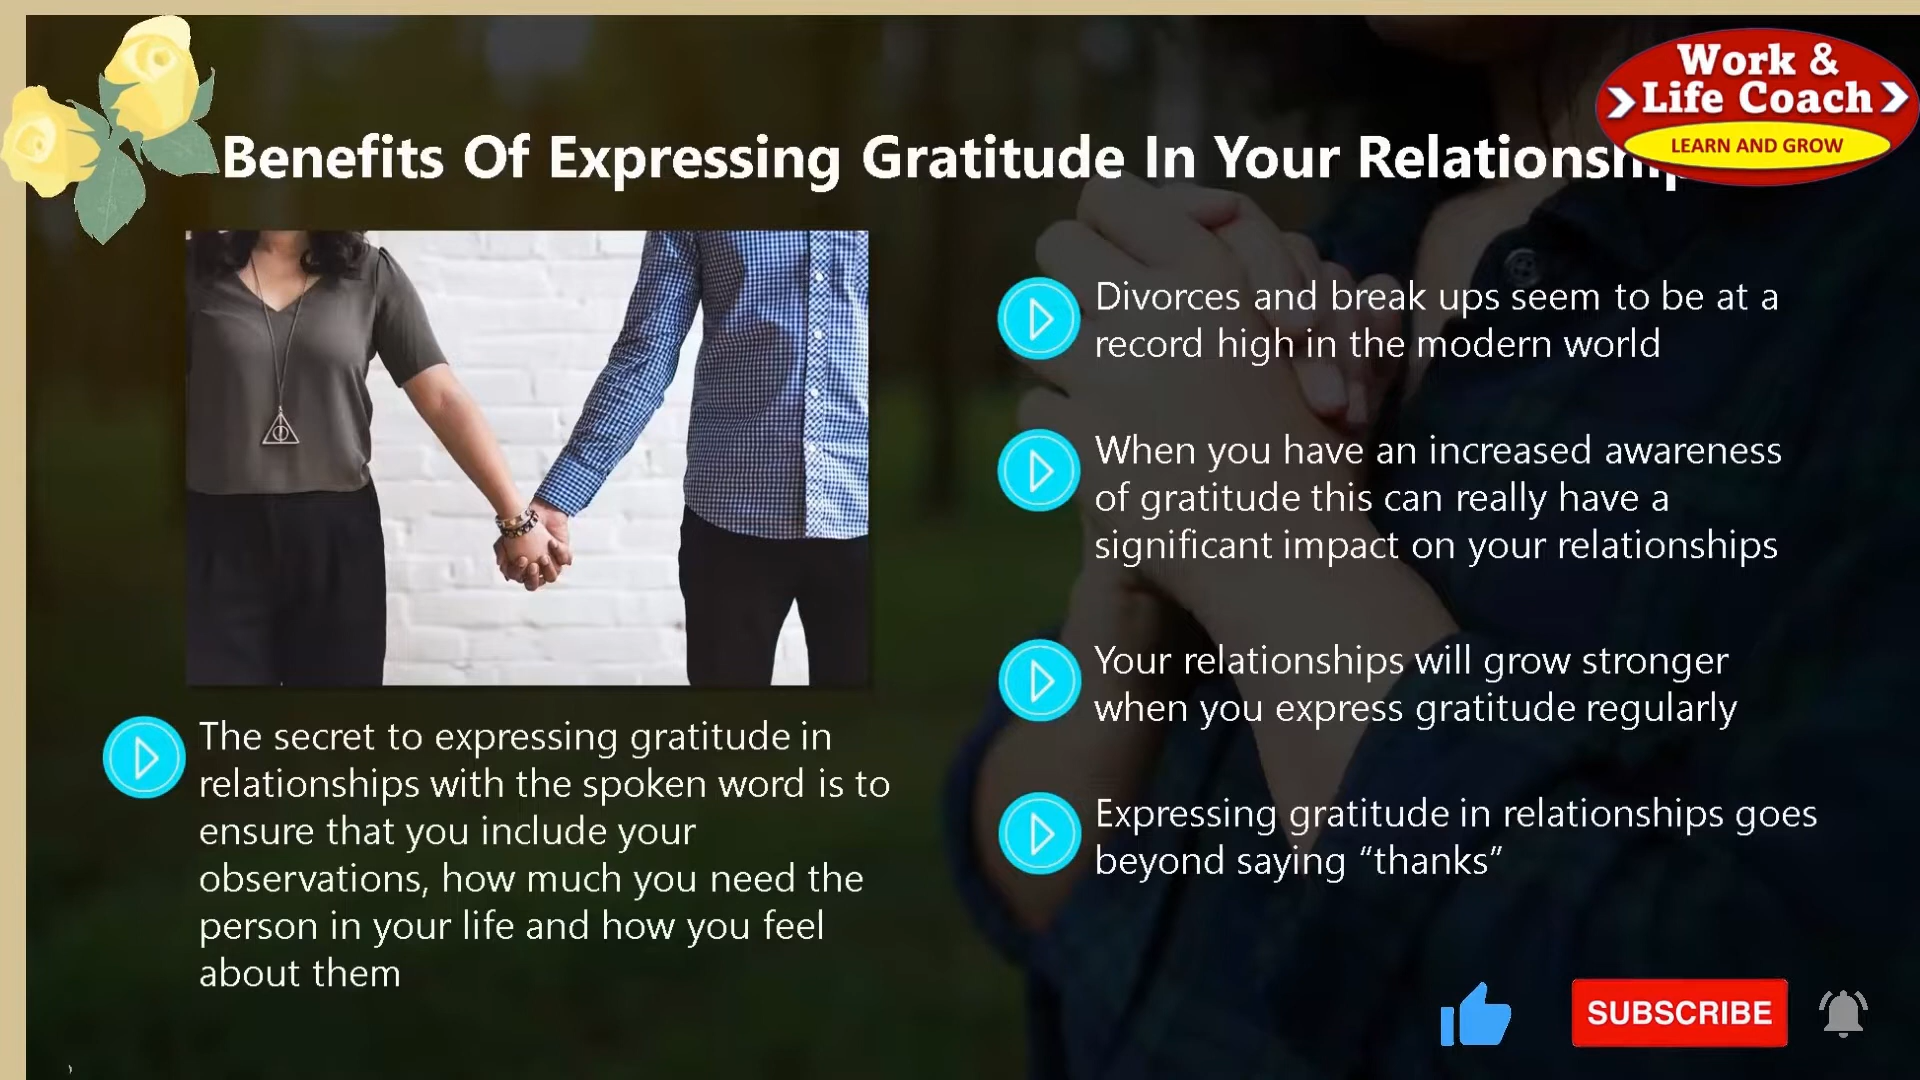 Work &
Life Coach
LEARN AND GROW
Benefits Of Expressing Gratitude In Your
The secret to expressing gratitude in
relationships with the spoken word is to
ensure that you include your
observations, how much you need the
person in your life and how you feel
about them
Divorces and break ups seem to be at a
record high in the modern world
When you have an increased awareness
of gratitude this can really have a
significant impact on your relationships
Your relationships will grow stronger
when you express gratitude regularly
Expressing gratitude in relationships goes
beyond saying “thanks”
SUBSCRIBE